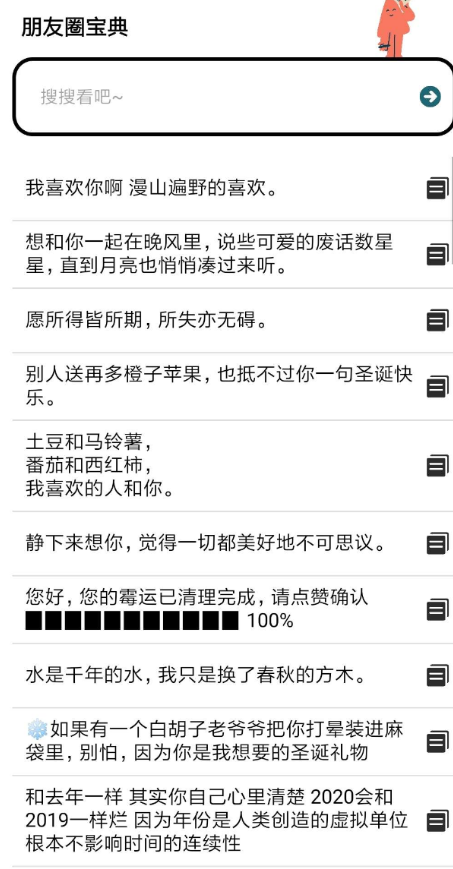 朋友圈宝典
搜搜看吧~
我喜欢你啊 漫山遍野的喜欢。
想和你一起在晚风里，说些可爱的废话数星
星，直到月亮也悄悄凑过来听。
愿所得皆所期，所失亦无碍。
别人送再多橙子苹果，也抵不过你一句圣诞快
乐。
土豆和马铃薯，
番茄和西红柿，
我喜欢的人和你。
静下来想你，觉得一切都美好地不可思议。
您好，您的霉运已清理完成，请点赞确认
■■■■■■■■■■■ 100%
水是千年的水，我只是换了春秋的方木。
❄️如果有一个白胡子老爷爷把你打晕装进麻
袋里，别怕，因为你是我想要的圣诞礼物
和去年一样 其实你自己心里清楚 2020会和
2019一样烂 因为年份是人类创造的虚拟单位
根本不影响时间的连续性